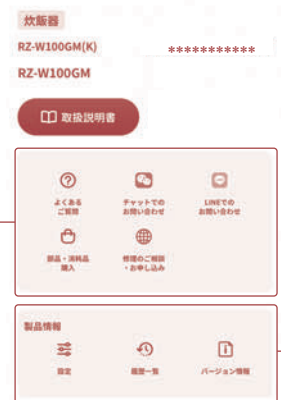 炊飯器
RZ-W100GM(K)
***********
RZ-W100GM
取扱説明書
よくある
ご質問
チャットでの
お問い合わせ
LINEでの
お問い合わせ
部品・消耗品
購入
修理のご相談
・お申し込み
製品情報
設定
履歴一覧
バージョン情報